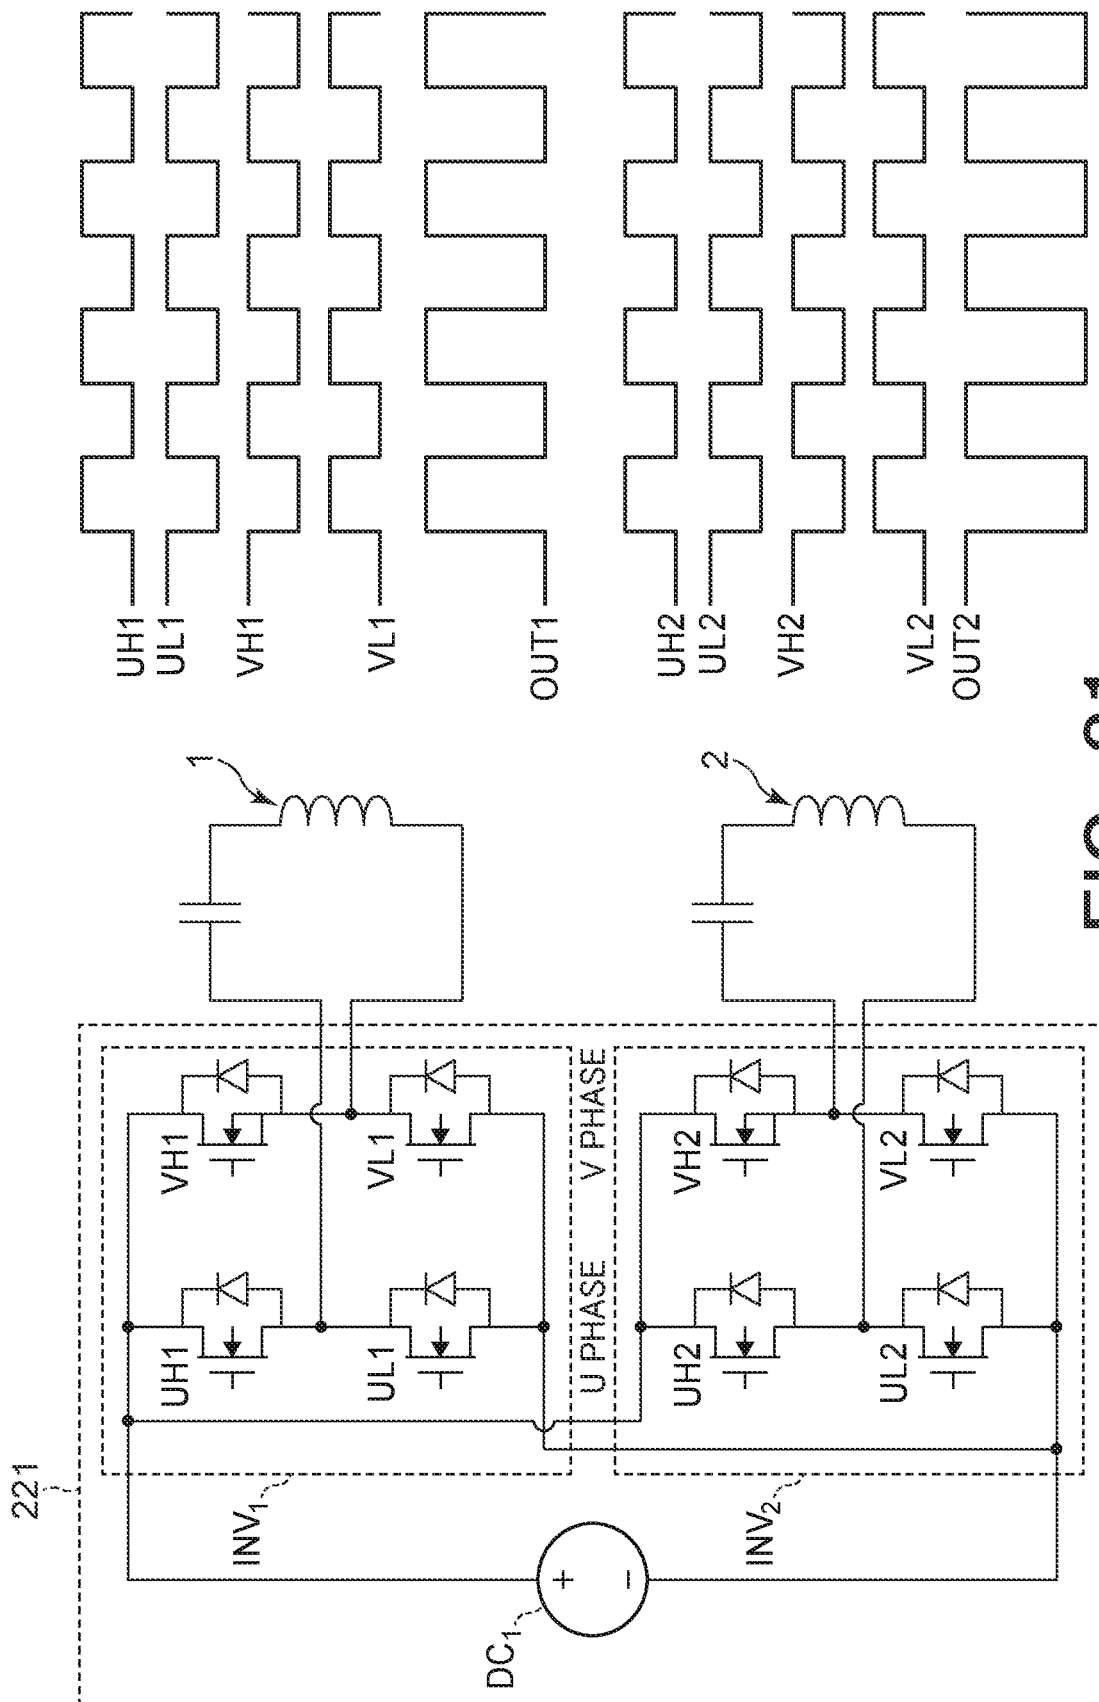 221
INV1
INV2
DC1
+
−
UH1
UL1
VH1
VL1
U PHASE
V PHASE
UH2
UL2
VH2
VL2
1
2
UH1
UL1
VH1
VL1
OUT1
UH2
UL2
VH2
VL2
OUT2